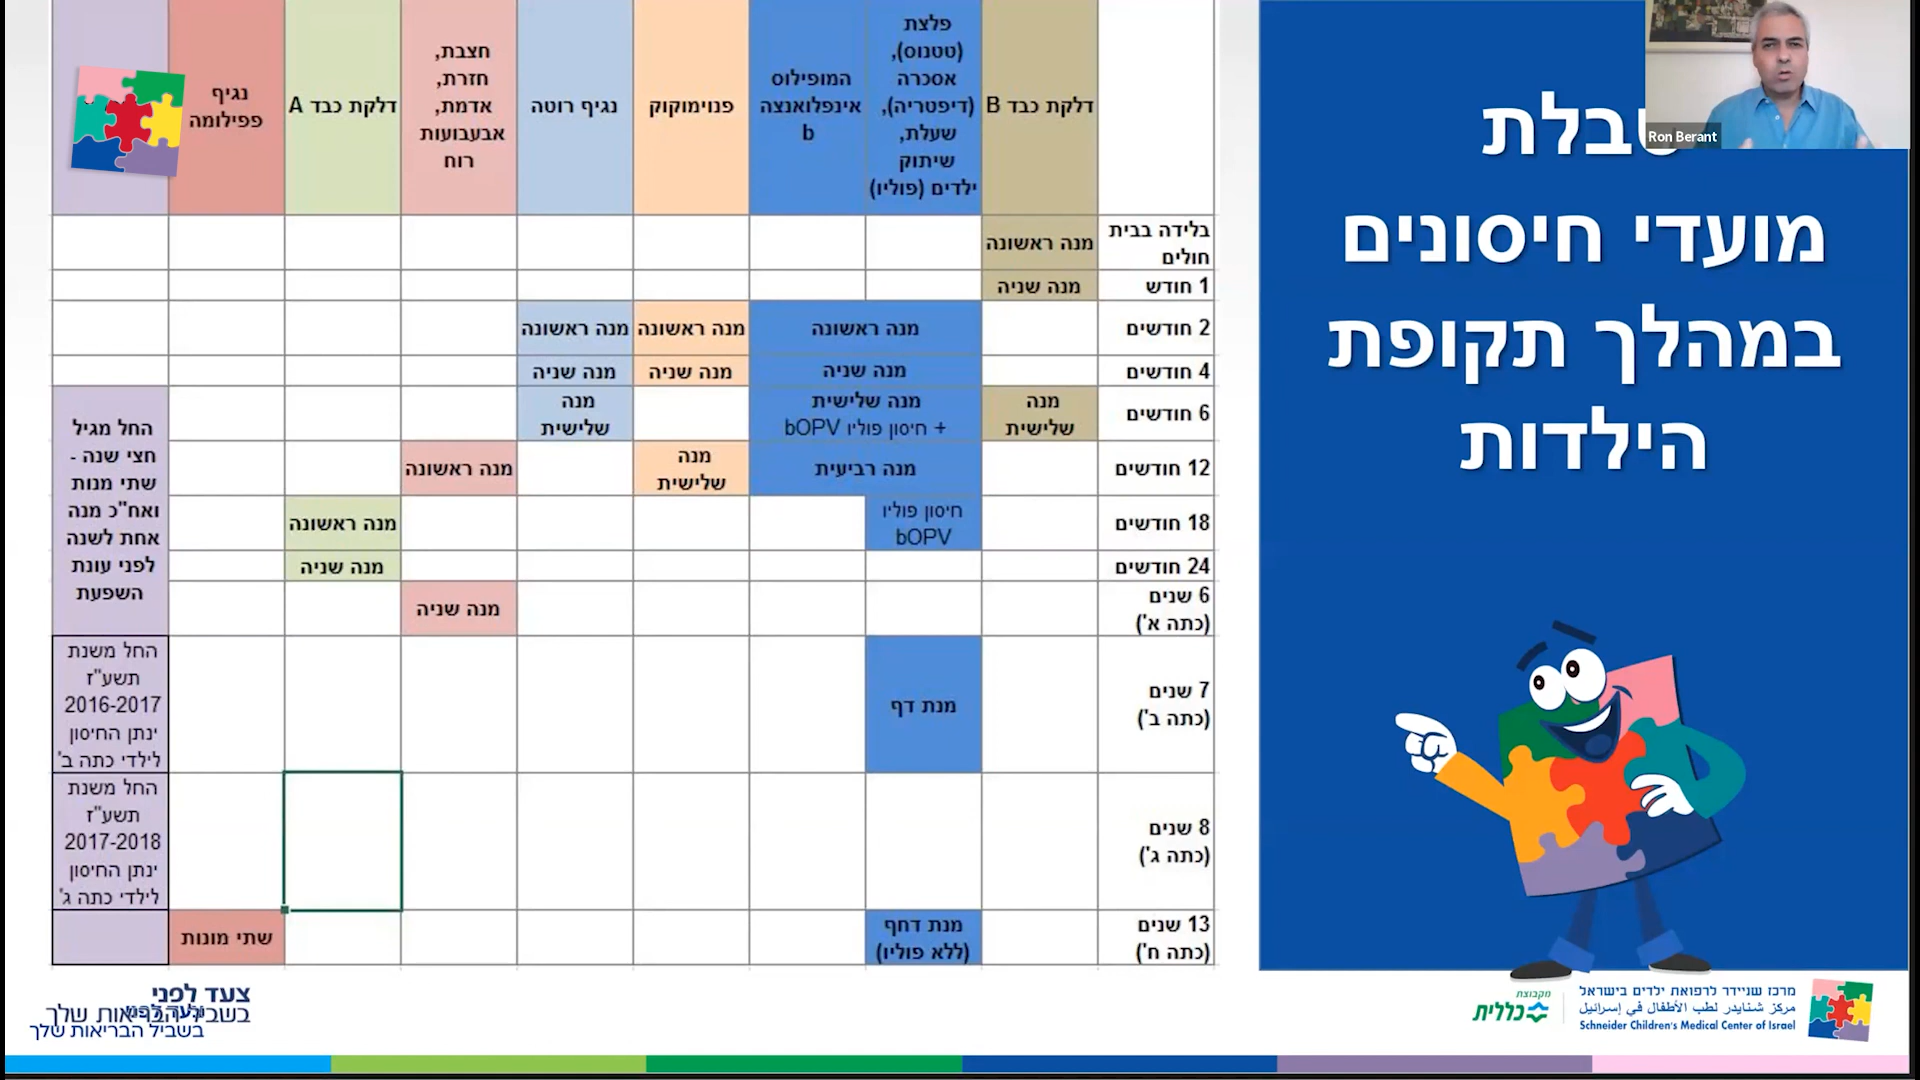 Ron Berant
טבלת
מועדי חיסונים
במהלך תקופת
הילדות
דלקת כבד B
פלצת
(טטנוס),
אסכרה
(דיפטריה),
שעלת,
שיתוק
ילדים (פוליו)
המופילוס
אינפלואנצה
b
פנוימוקוק
נגיף רוטה
חצבת,
חזרת,
אדמת,
אבעבועות
רוח
דלקת כבד A
נגיף
פפילומה
בלידה בבית
חולים
מנה ראשונה
1 חודש
מנה שניה
2 חודשים
מנה ראשונה
מנה ראשונה
מנה ראשונה
4 חודשים
מנה שניה
מנה שניה
מנה שניה
6 חודשים
מנה
שלישית
מנה שלישית
+ חיסון פוליו bOPV
מנה
שלישית
החל מגיל
חצי שנה -
שתי מנות
ואח"כ מנה
אחת לשנה
לפני עונת
השפעת
12 חודשים
מנה רביעית
מנה
שלישית
מנה ראשונה
18 חודשים
חיסון פוליו
bOPV
מנה ראשונה
24 חודשים
מנה שניה
6 שנים
(כתה א')
מנה שניה
7 שנים
(כתה ב')
מנת דף
החל משנת
תשע"ז
2016-2017
ינתן החיסון
לילדי כתה ב'
8 שנים
(כתה ג')
החל משנת
תשע"ז
2017-2018
ינתן החיסון
לילדי כתה ג'
13 שנים
(כתה ח')
מנת דחף
(ללא פוליו)
שתי מונות
צעד לפני
בשביל הבריאות שלך
צעד לפני
בשביל הבריאות שלך
מקבוצת
כללית
מרכז שניידר לרפואת ילדים בישראל
مركز شنايدر لطب الأطفال في إسرائيل
Schneider Children's Medical Center of Israel